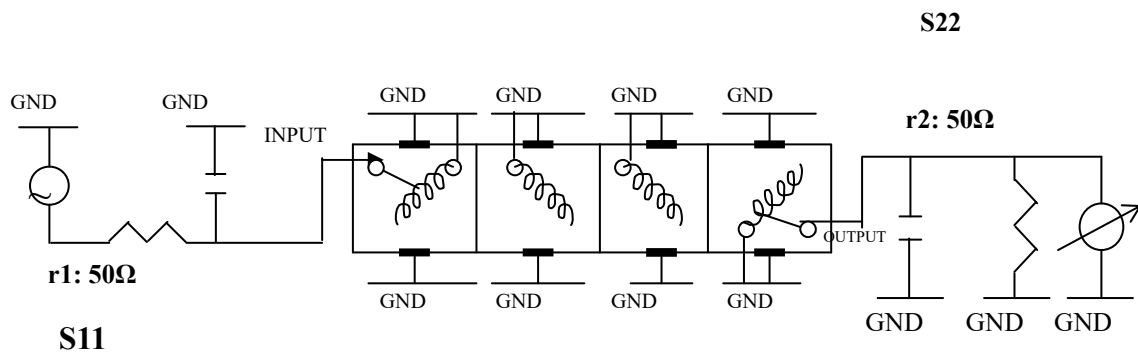 S22
GND
GND
GND
GND
GND
GND
r2: 50Ω
INPUT
OUTPUT
r1: 50Ω
GND
GND
GND
GND
GND
GND
GND
S11